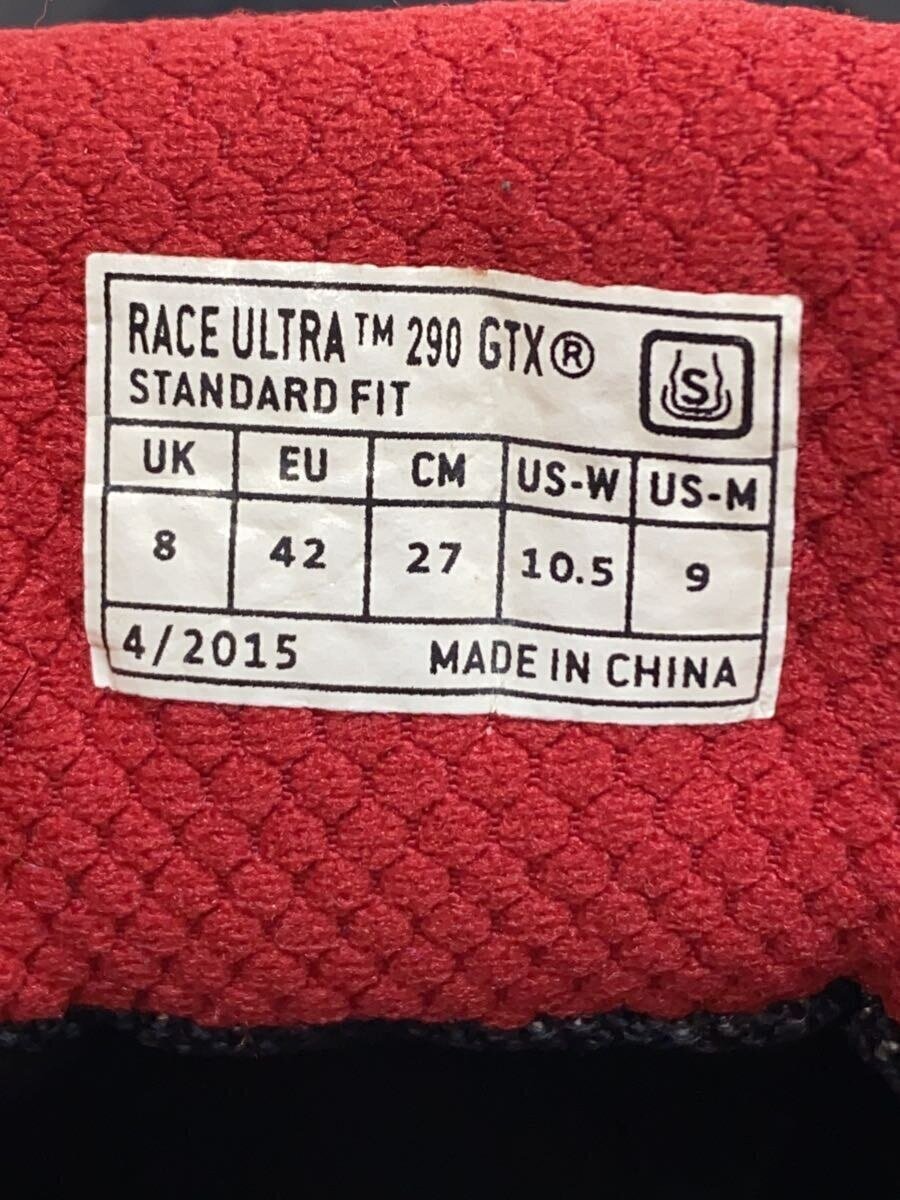 RACE ULTRA™ 290 GTX®
STANDARD FIT
S
UK EU CM US-W US-M
8 42 27 10.5 9
4/2015 MADE IN CHINA